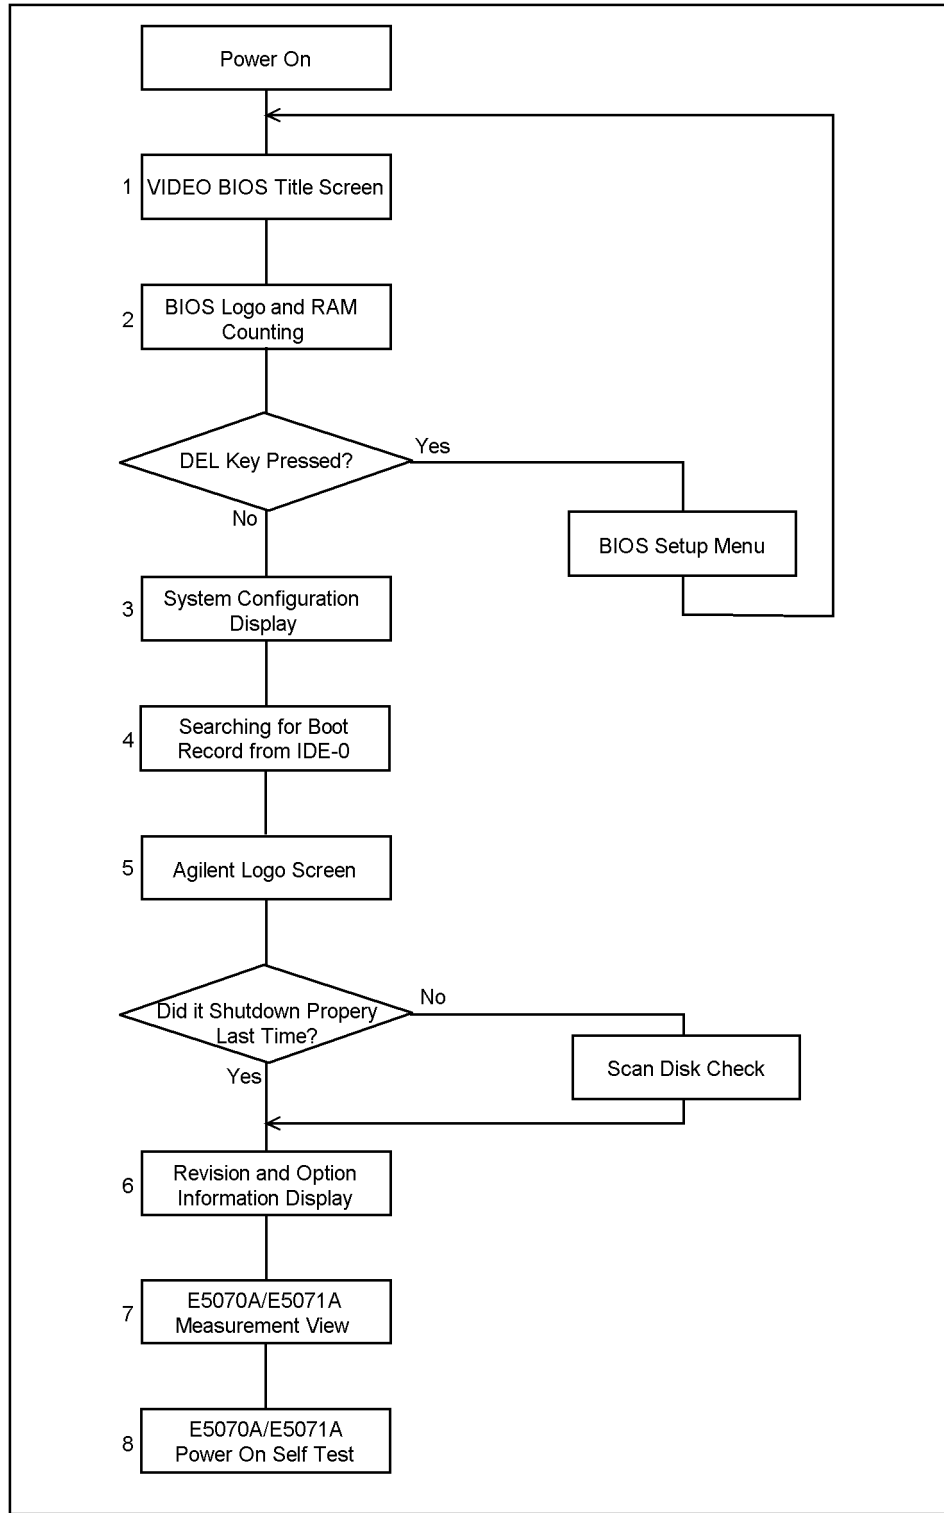 Power On
1
VIDEO BIOS Title Screen
2
BIOS Logo and RAM
Counting
DEL Key Pressed?
Yes
No
BIOS Setup Menu
3
System Configuration
Display
4
Searching for Boot
Record from IDE-0
5
Agilent Logo Screen
Did it Shutdown Propery
Last Time?
No
Yes
Scan Disk Check
6
Revision and Option
Information Display
7
E5070A/E5071A
Measurement View
8
E5070A/E5071A
Power On Self Test